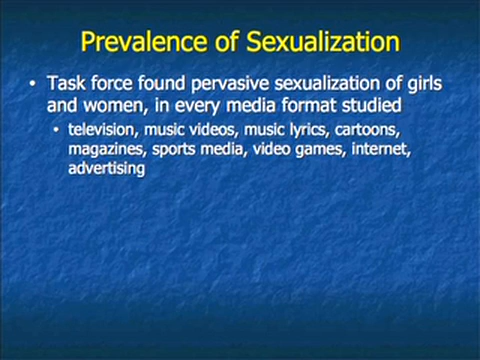 Prevalence of Sexualization
• Task force found pervasive sexualization of girls
and women, in every media format studied
• television, music videos, music lyrics, cartoons,
magazines, sports media, video games, internet,
advertising